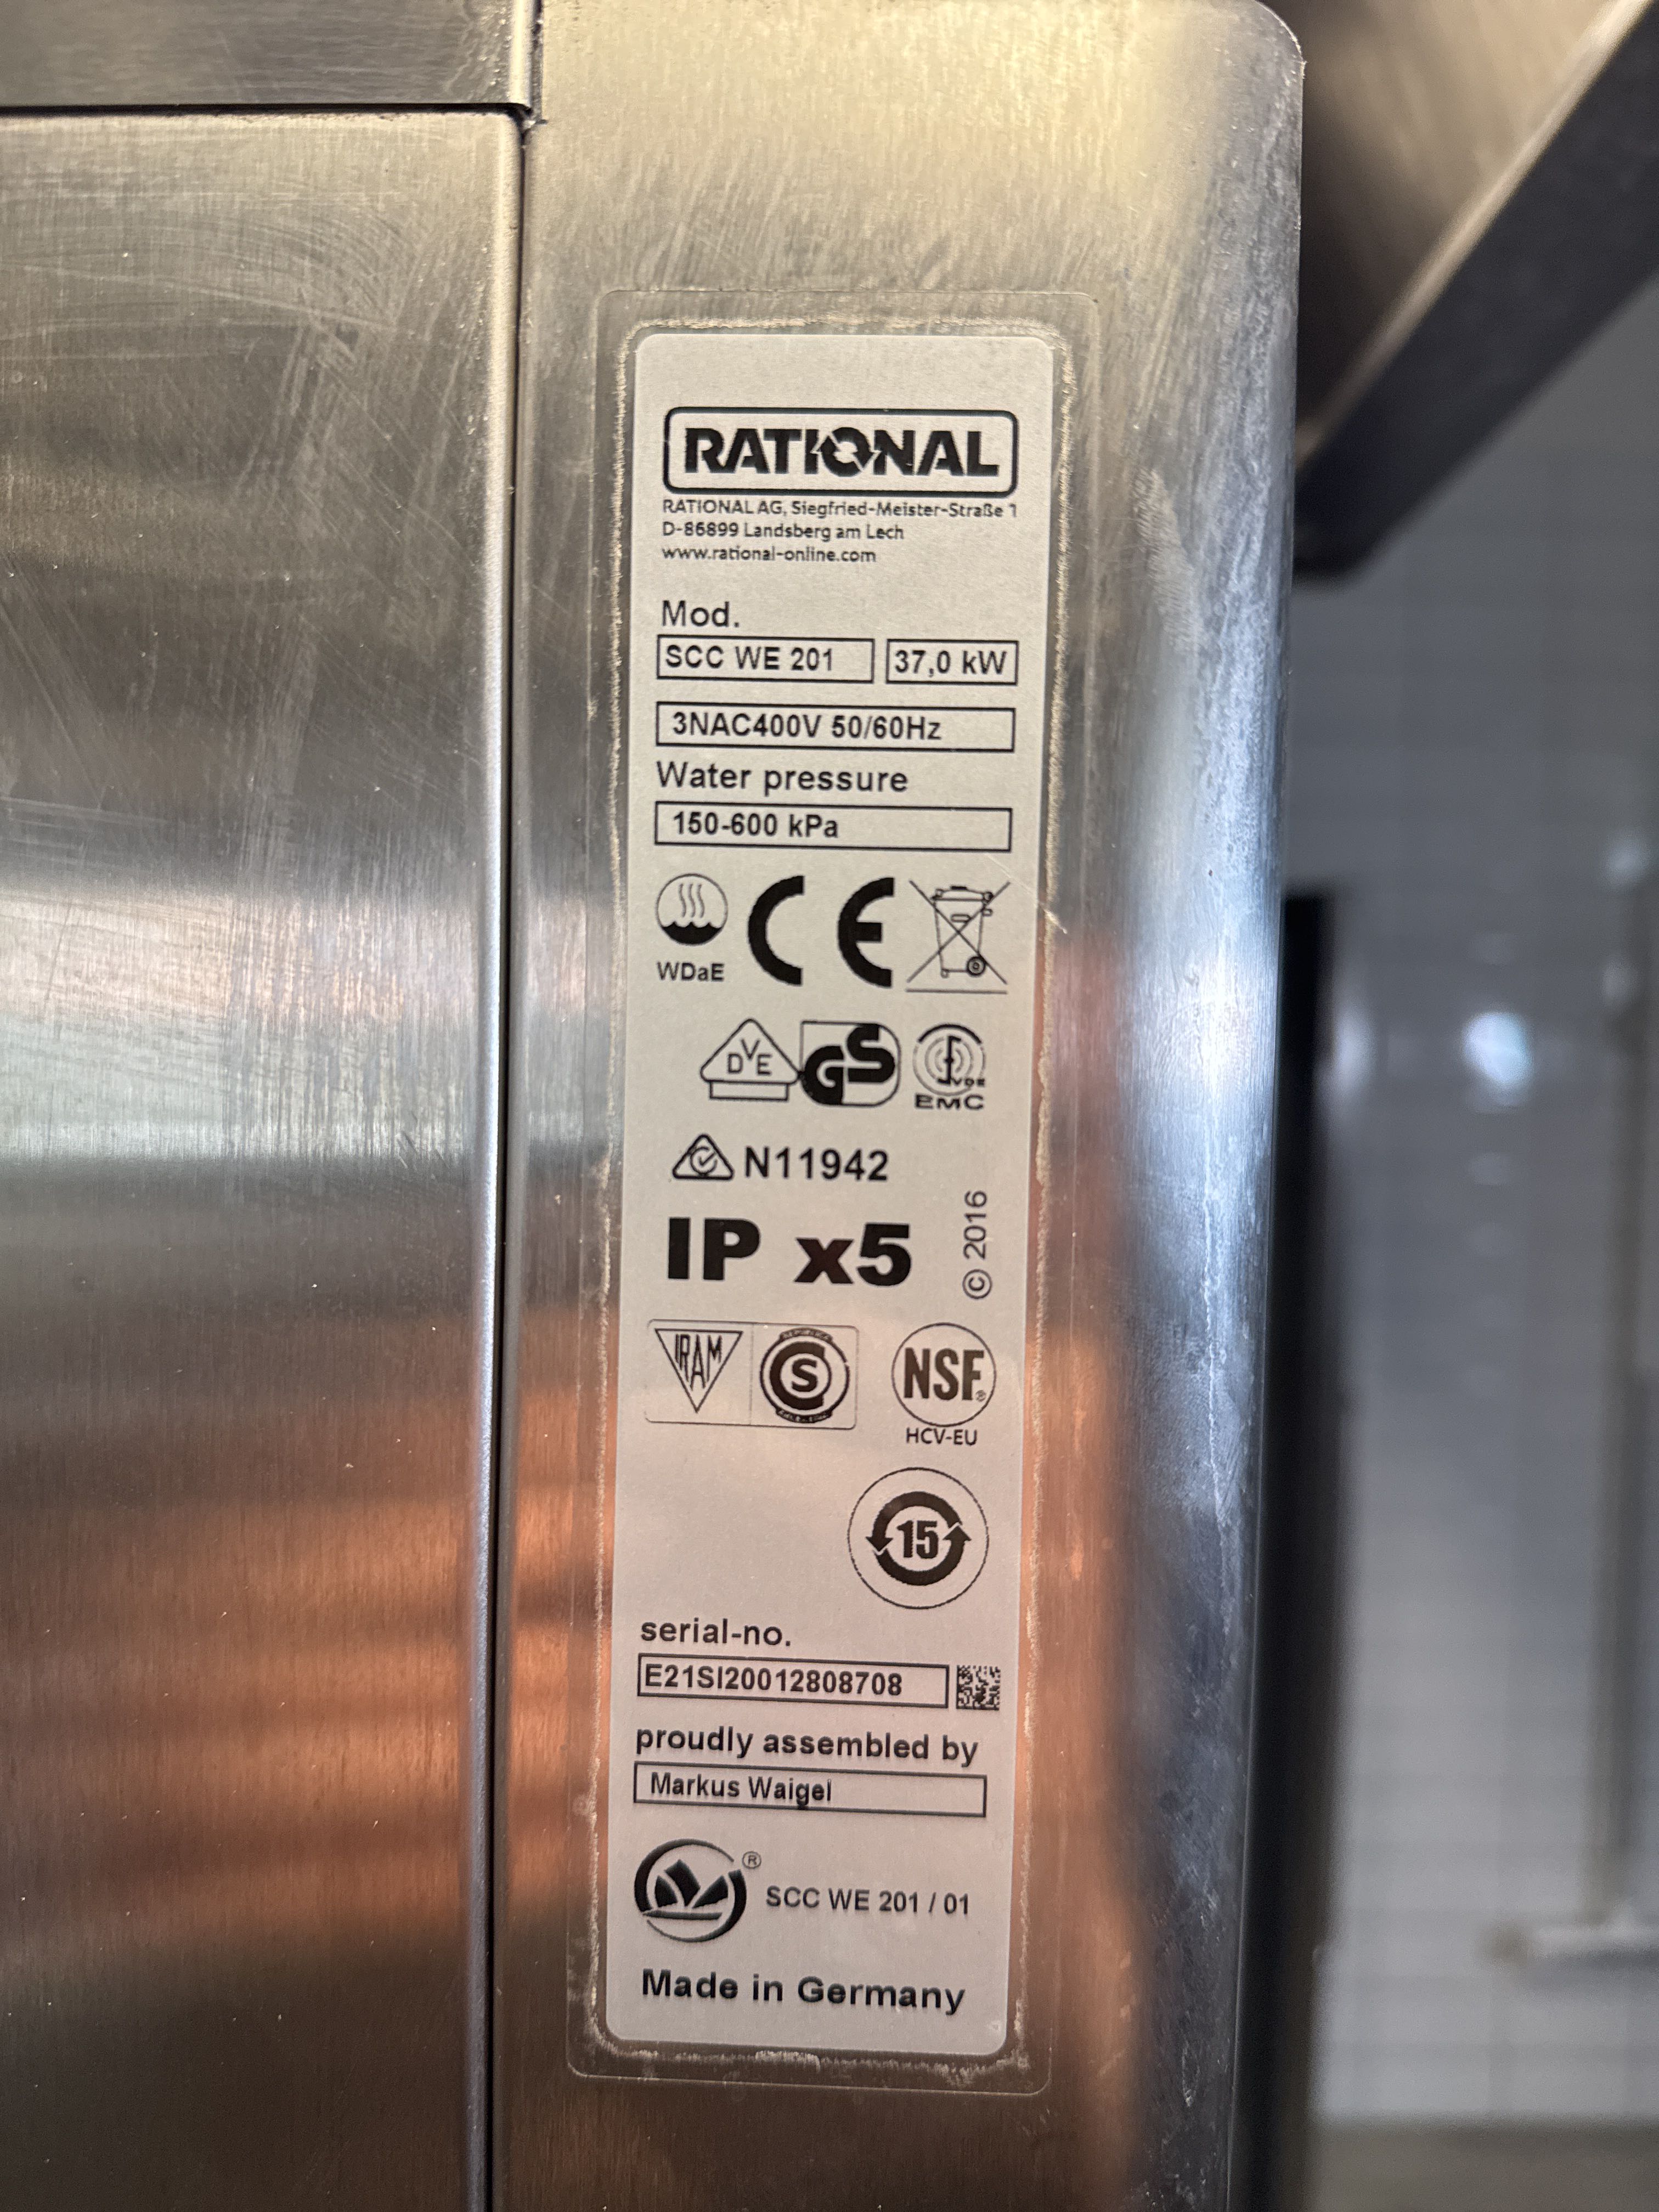 RATIONAL
RATIONAL AG, Siegfried-Meister-Straße 1
D-86899 Landsberg am Lech
www.rational-online.com
Mod.
SCC WE 201 37,0 kW
3NAC400V 50/60Hz
Water pressure
150-600 kPa
WDaE CE
DVE GS VDE
EMC
N11942
© 2016
IP x5
IRAM S NSF®
HCV-EU
15
serial-no.
E21SI20012808708
proudly assembled by
Markus Waigel
® SCC WE 201 / 01
Made in Germany